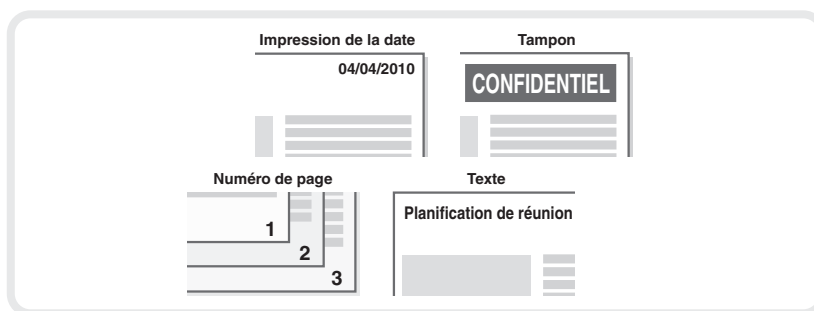 Impression de la date
04/04/2010
Tampon
CONFIDENTIEL
Numéro de page
1
2
3
Texte
Planification de réunion